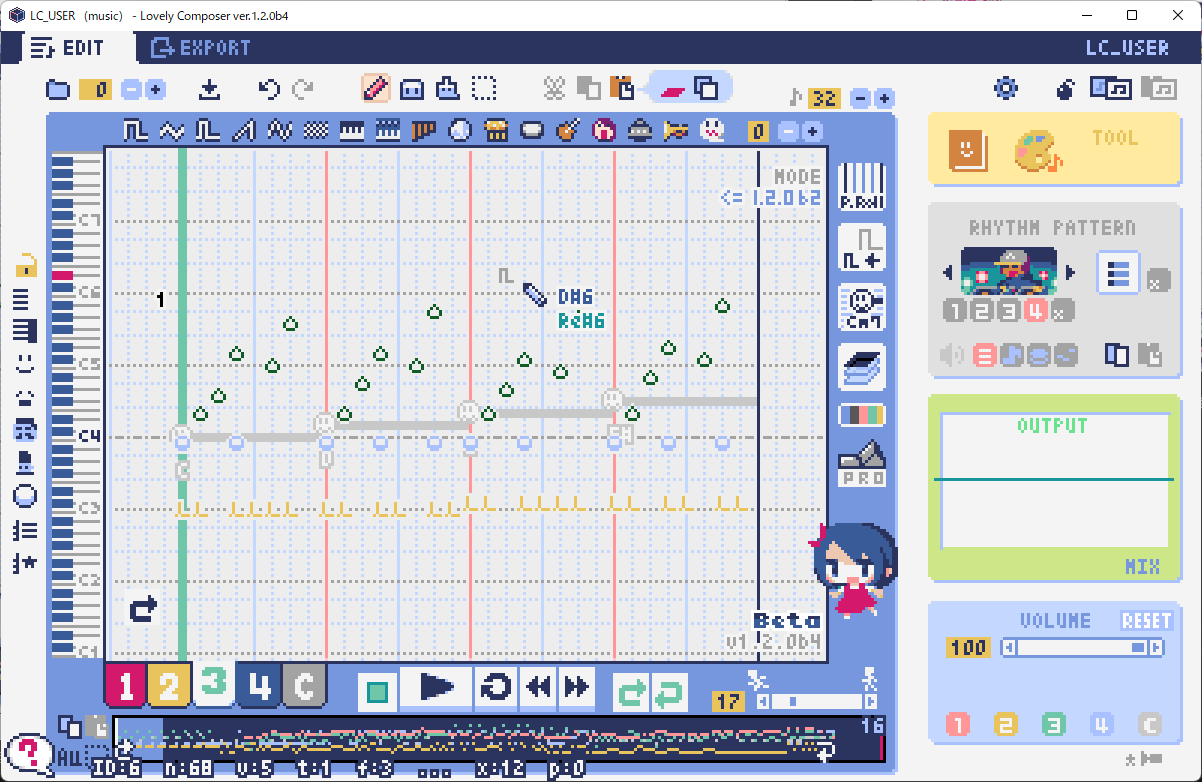 LC_USER (music) - Lovely Composer ver.1.2.0b4
EDIT
EXPORT
LC_USER
0
32
0
MODE
<= 1.2.0b2
P.Roll
C7
C6
C5
C4
C3
C2
C1
1
D#6
R2#6
CM7
PRO
C
D
Beta
v1.2.0b4
TOOL
RHYTHM PATTERN
x
1 2 3 4 x
OUTPUT
MIX
VOLUME RESET
100
1 2 3 4 C
1 2 3 4 C
17
16
ALL
ID:6 n:68 v:5 t:1 f:3 ... x:12 p:0
?